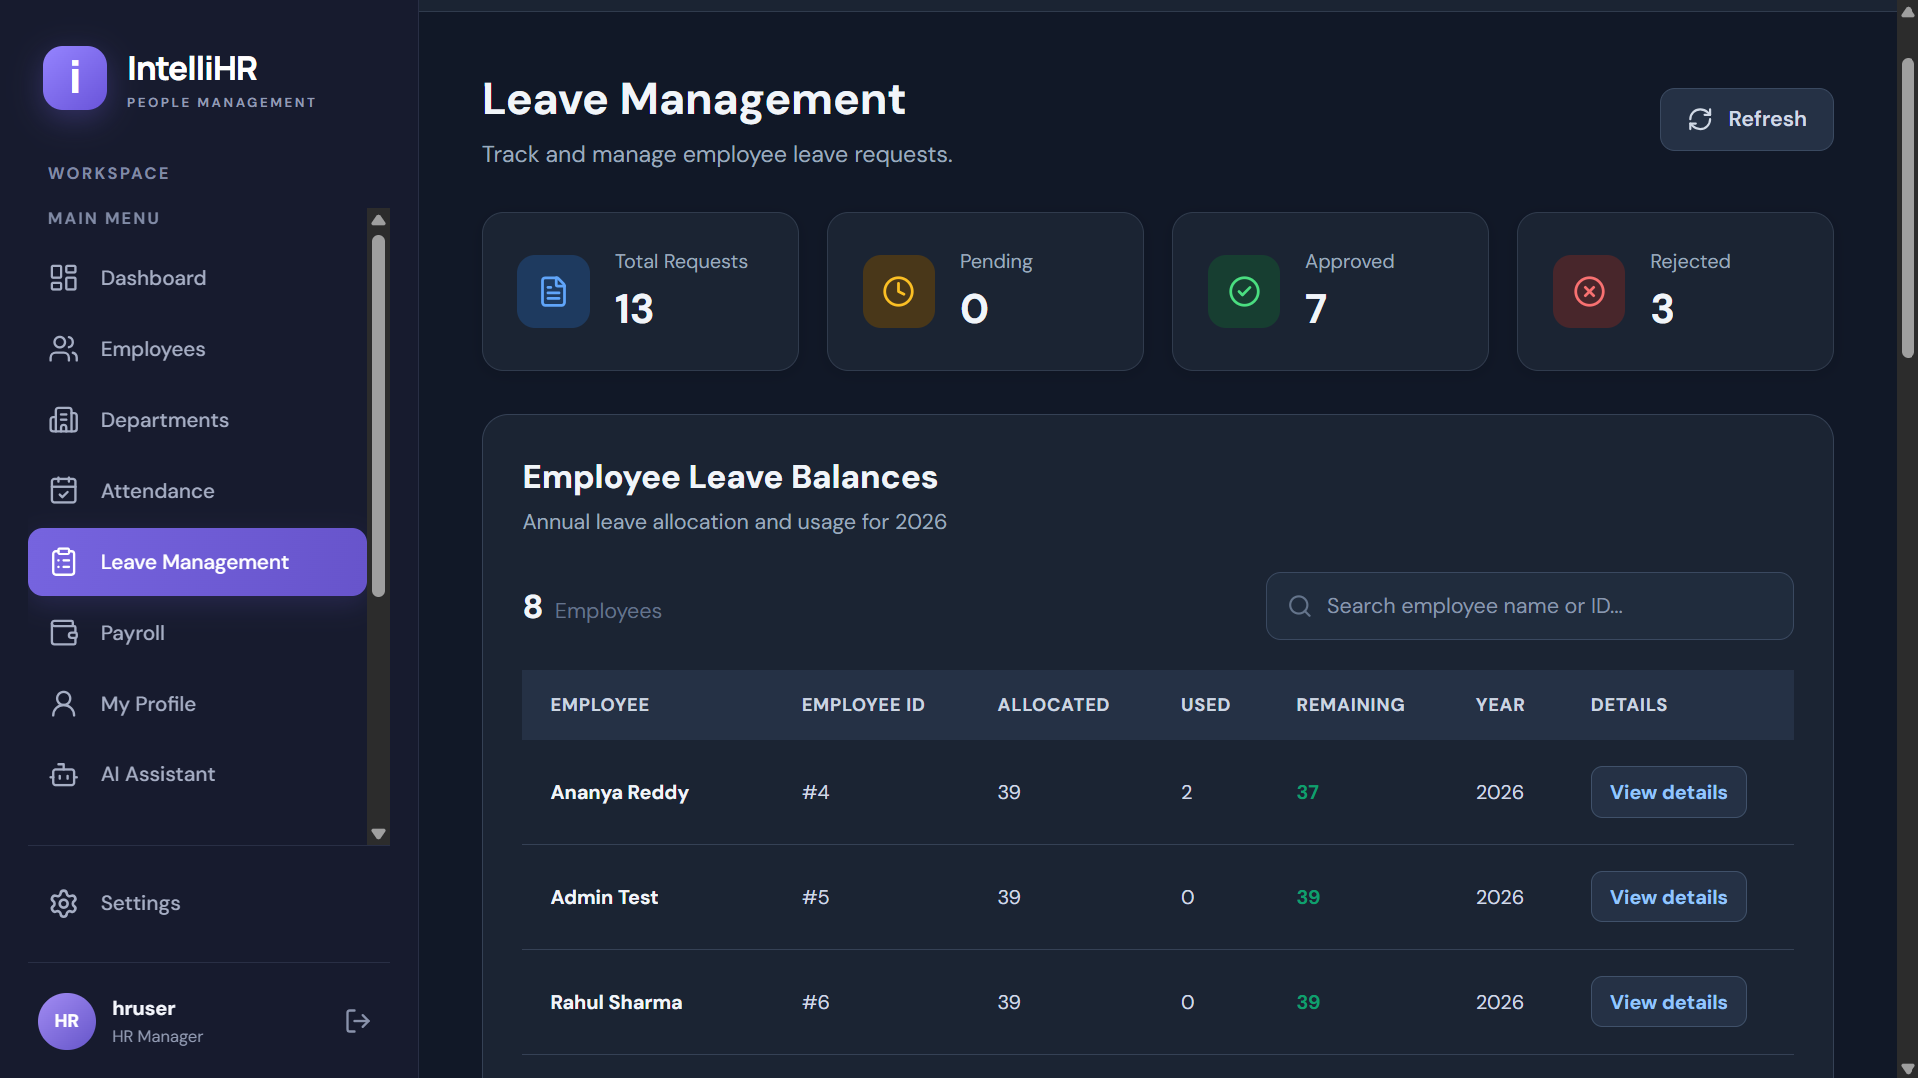 i
IntelliHR
PEOPLE MANAGEMENT
WORKSPACE
MAIN MENU
Dashboard
Employees
Departments
Attendance
Leave Management
Payroll
My Profile
AI Assistant
Settings
HR
hruser
HR Manager
Leave Management
Track and manage employee leave requests.
Refresh
Total Requests
13
Pending
0
Approved
7
Rejected
3
Employee Leave Balances
Annual leave allocation and usage for 2026
8 Employees
Search employee name or ID...
EMPLOYEE EMPLOYEE ID ALLOCATED USED REMAINING YEAR DETAILS
Ananya Reddy #4 39 2 37 2026 View details
Admin Test #5 39 0 39 2026 View details
Rahul Sharma #6 39 0 39 2026 View details